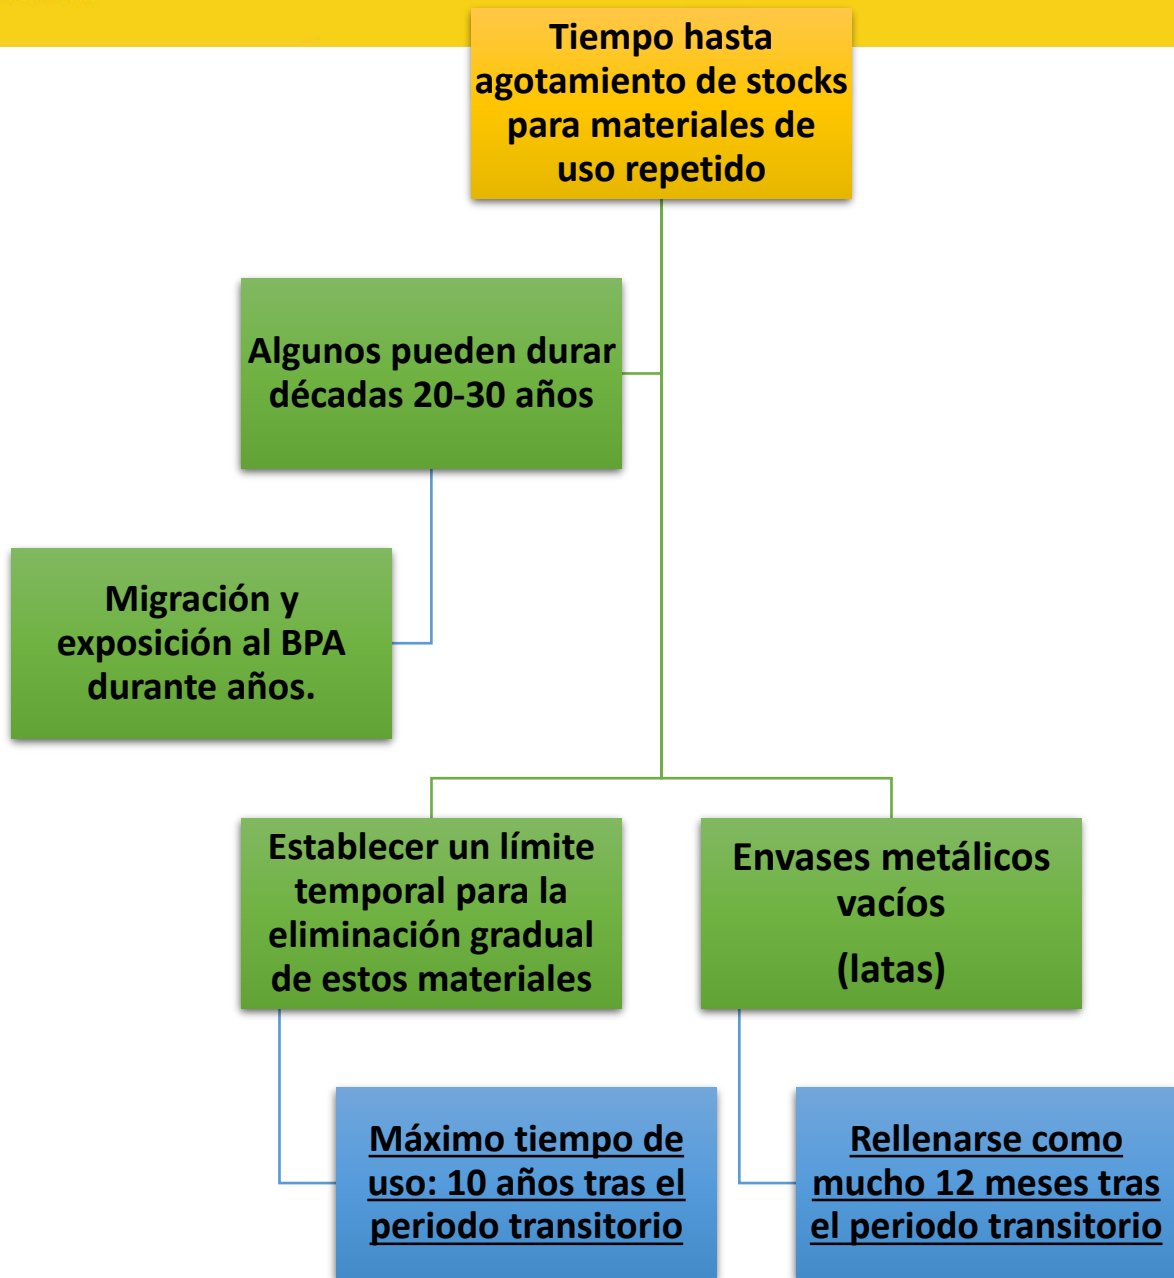 Tiempo hasta
agotamiento de stocks
para materiales de
uso repetido
Algunos pueden durar
décadas 20-30 años
Migración y
exposición al BPA
durante años.
Establecer un límite
temporal para la
eliminación gradual
de estos materiales
Envases metálicos
vacíos
(latas)
Máximo tiempo de
uso: 10 años tras el
periodo transitorio
Rellenarse como
mucho 12 meses tras
el periodo transitorio